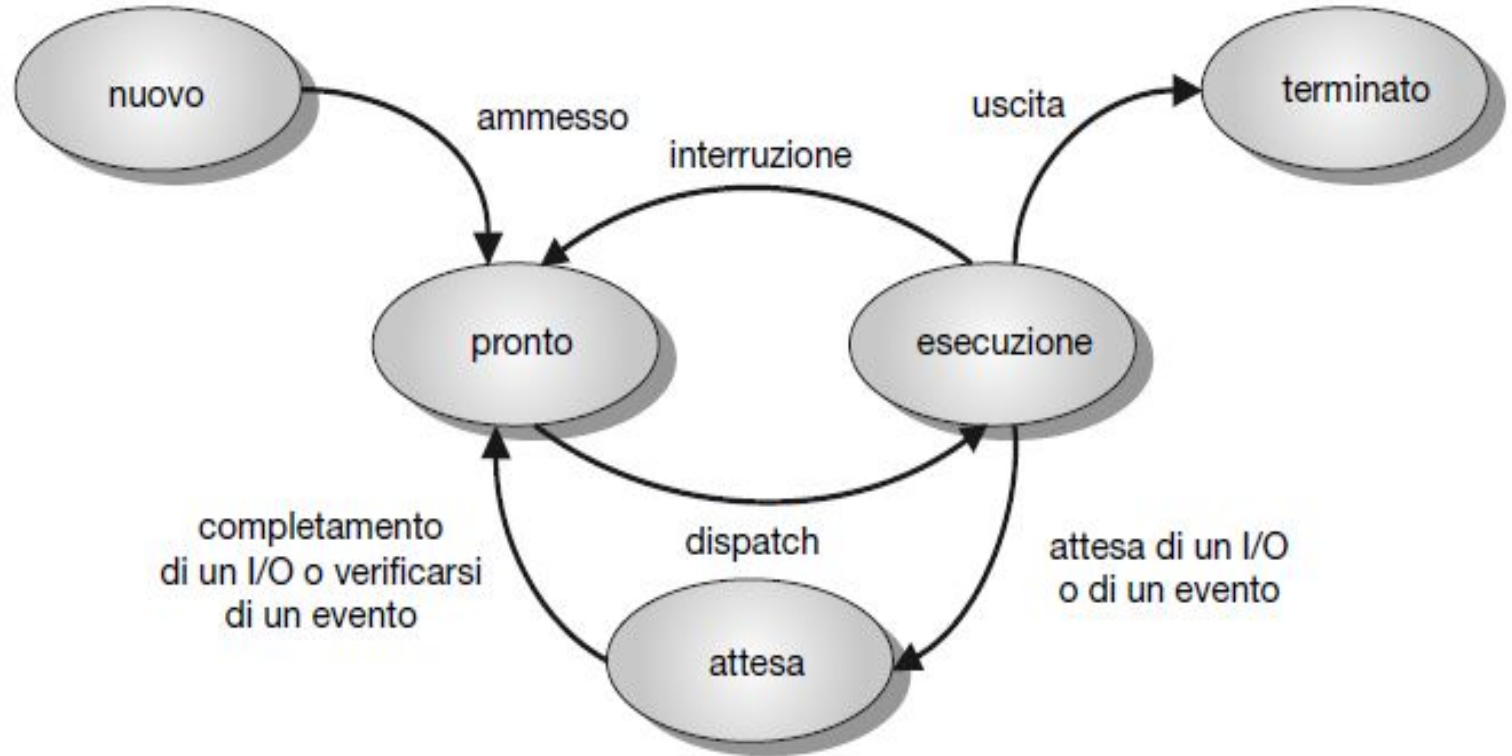 nuovo
terminato
ammesso
uscita
interruzione
pronto
esecuzione
completamento
di un I/O o verificarsi
di un evento
dispatch
attesa di un I/O
o di un evento
attesa